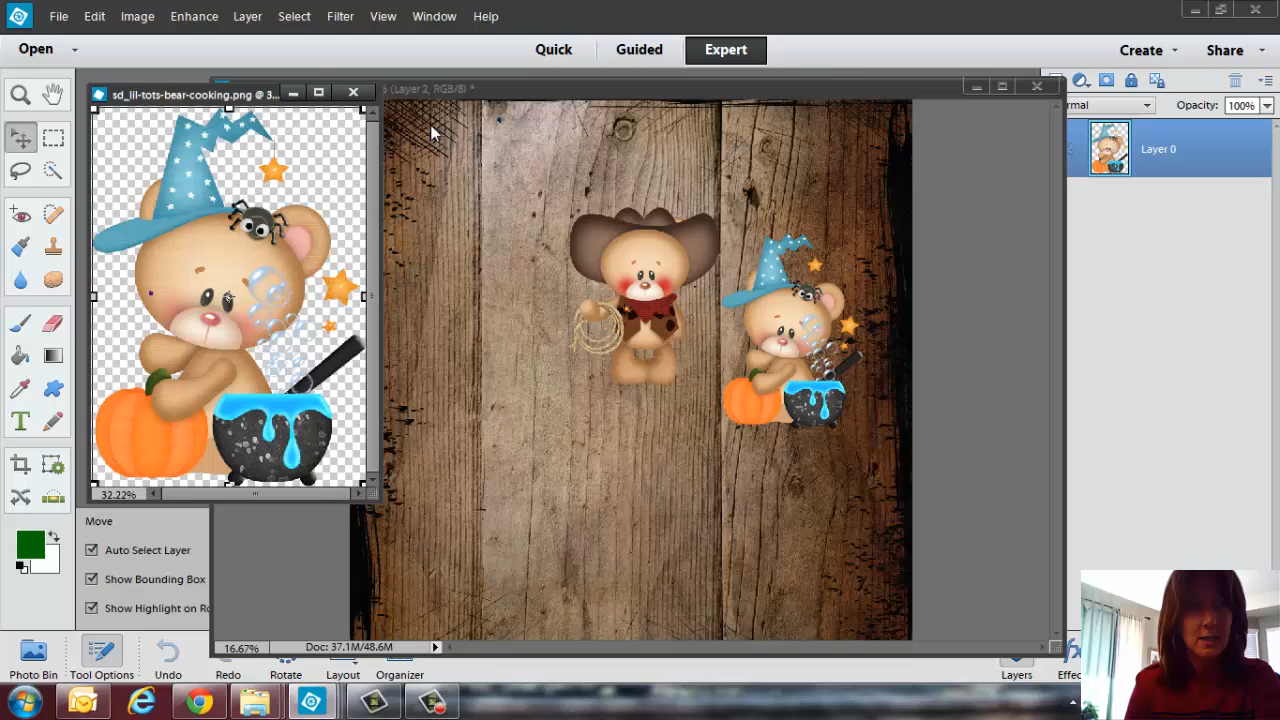 File Edit Image Enhance Layer Select Filter View Window Help
Open Quick Guided Expert Create Share
sd_lil-tots-bear-cooking.png @ 3...
6 (Layer 2, RGB/8) *
rmal Opacity: 100%
Layer 0
32.22%
Move
Auto Select Layer
Show Bounding Box
Show Highlight on Ro
16.67% Doc: 37.1M/48.6M
Photo Bin Tool Options Undo Redo Rotate Layout Organizer Layers Effec